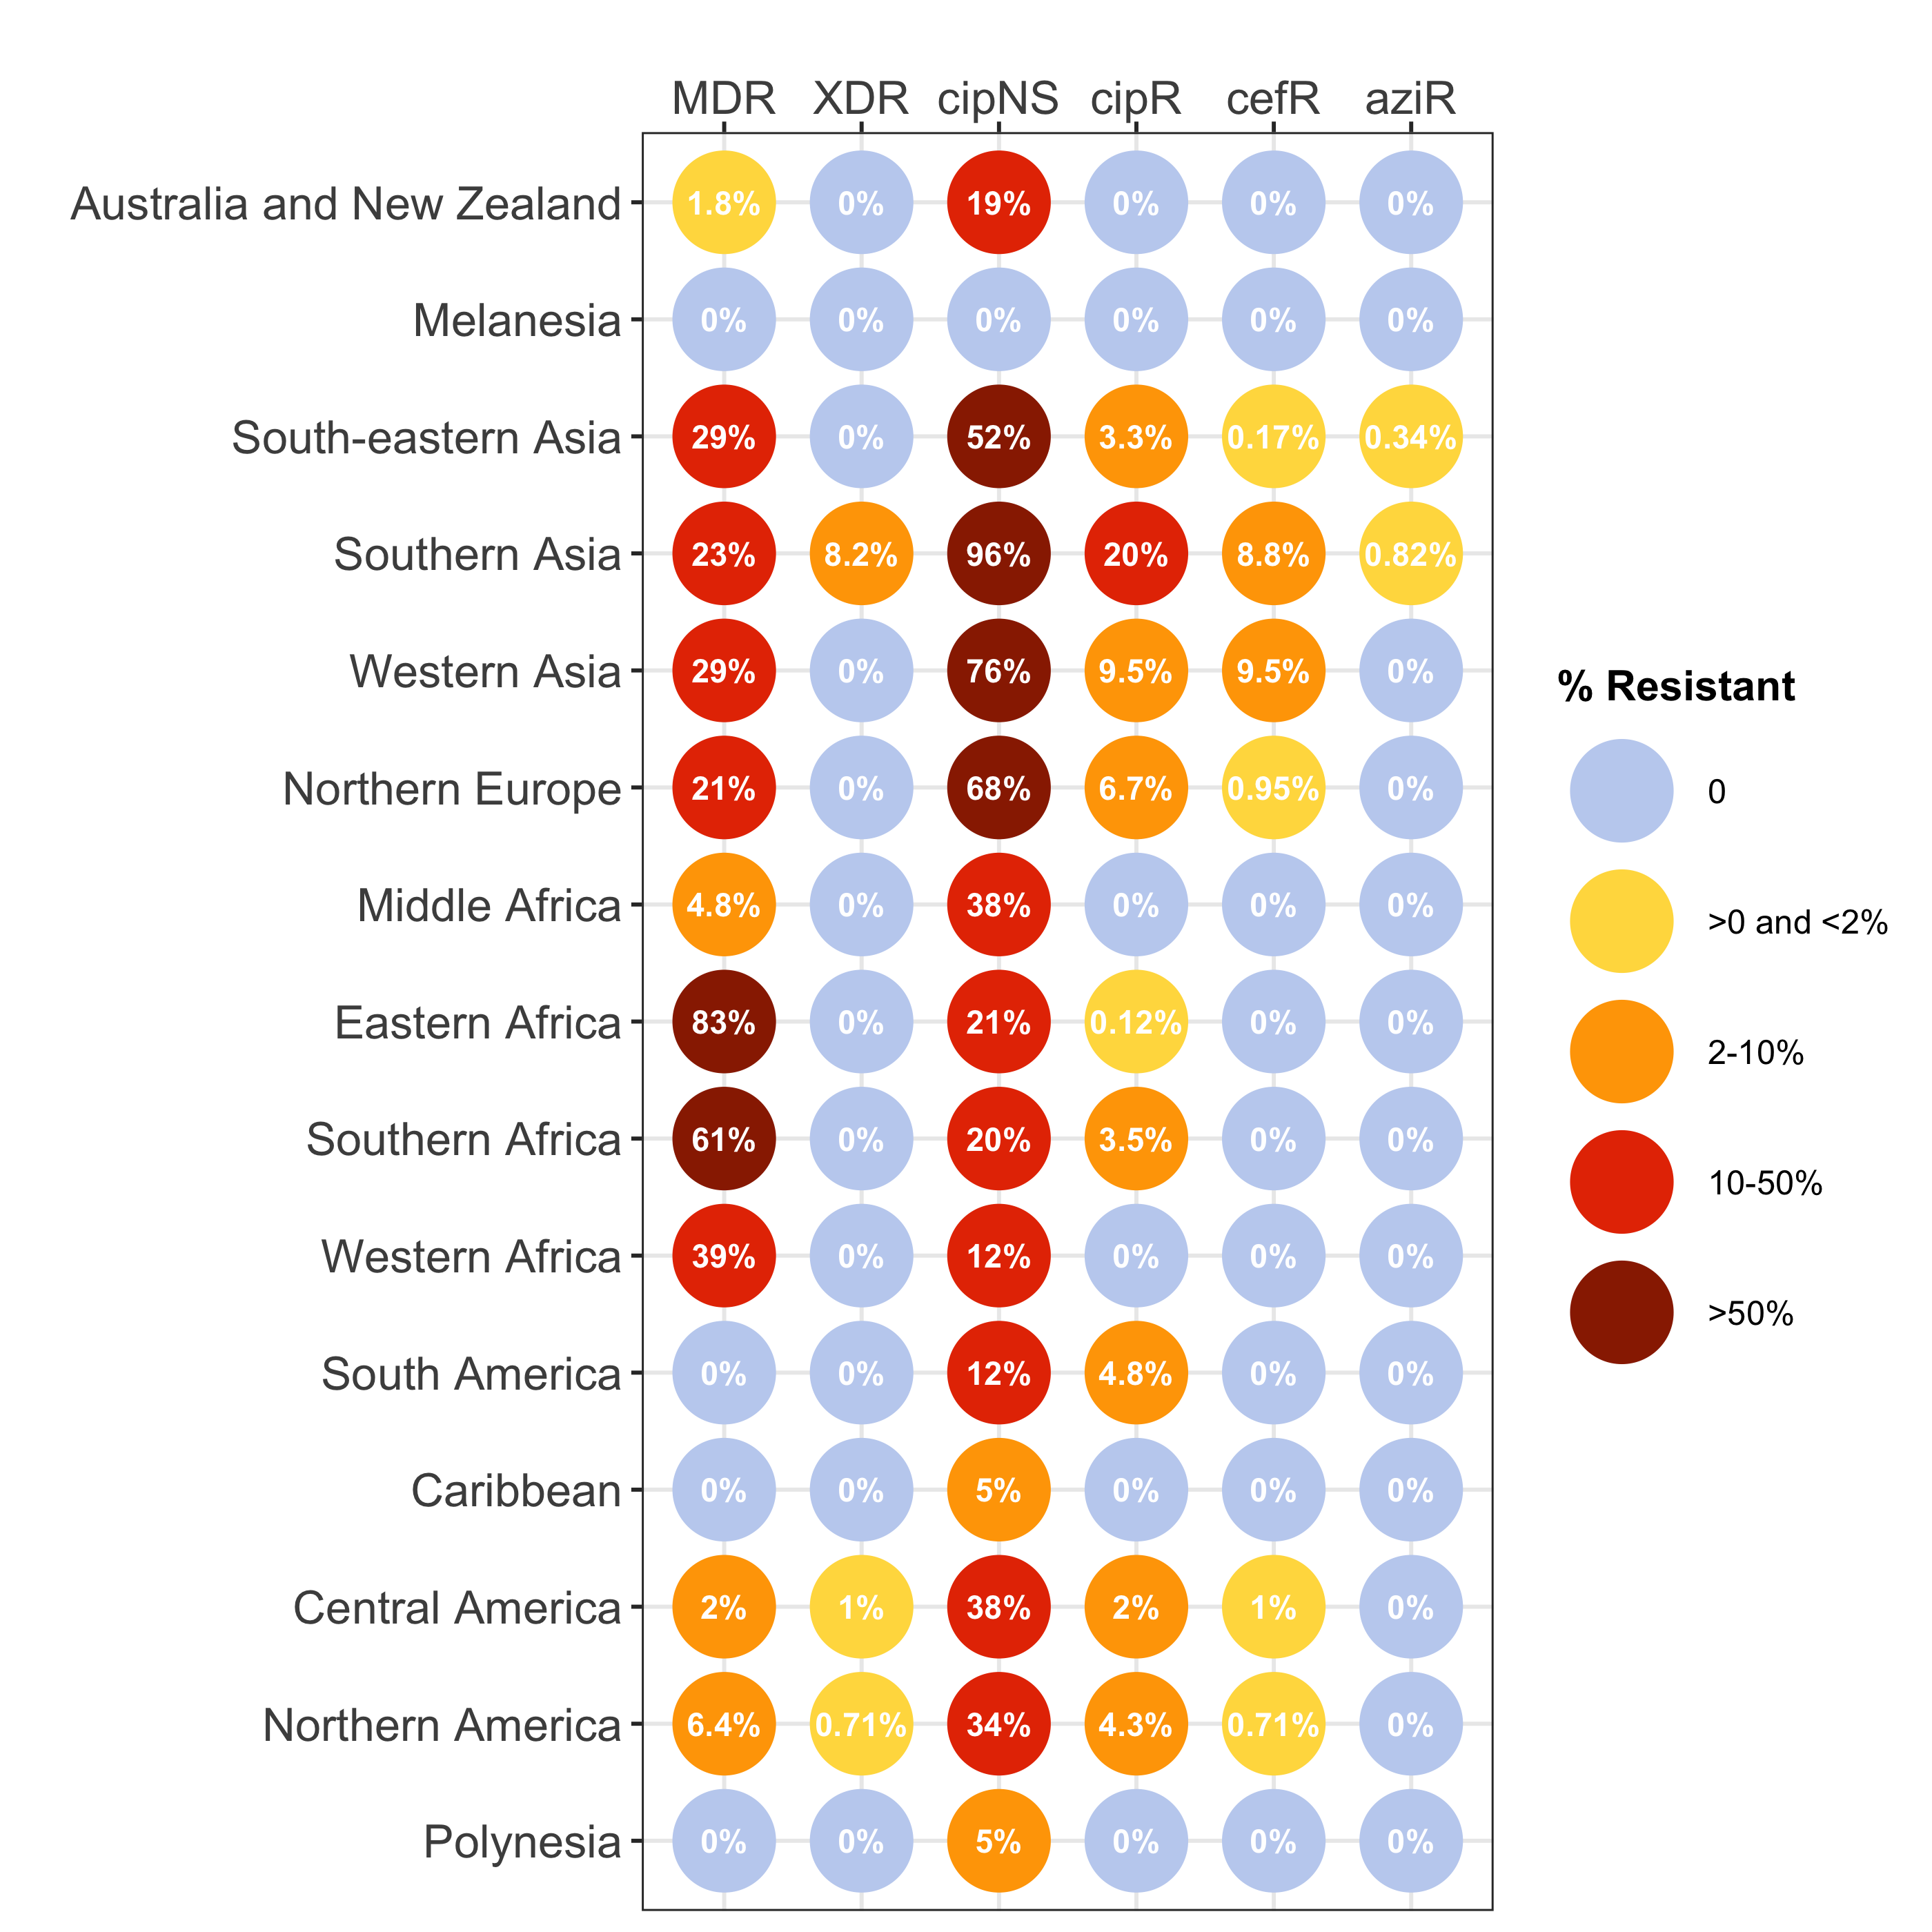 MDR XDR cipNS cipR cefR aziR
Australia and New Zealand 1.8% 0% 19% 0% 0% 0%
Melanesia 0% 0% 0% 0% 0% 0%
South-eastern Asia 29% 0% 52% 3.3% 0.17% 0.34%
Southern Asia 23% 8.2% 96% 20% 8.8% 0.82%
Western Asia 29% 0% 76% 9.5% 9.5% 0%
Northern Europe 21% 0% 68% 6.7% 0.95% 0%
Middle Africa 4.8% 0% 38% 0% 0% 0%
Eastern Africa 83% 0% 21% 0.12% 0% 0%
Southern Africa 61% 0% 20% 3.5% 0% 0%
Western Africa 39% 0% 12% 0% 0% 0%
South America 0% 0% 12% 4.8% 0% 0%
Caribbean 0% 0% 5% 0% 0% 0%
Central America 2% 1% 38% 2% 1% 0%
Northern America 6.4% 0.71% 34% 4.3% 0.71% 0%
Polynesia 0% 0% 5% 0% 0% 0%
% Resistant
0
>0 and <2%
2-10%
10-50%
>50%